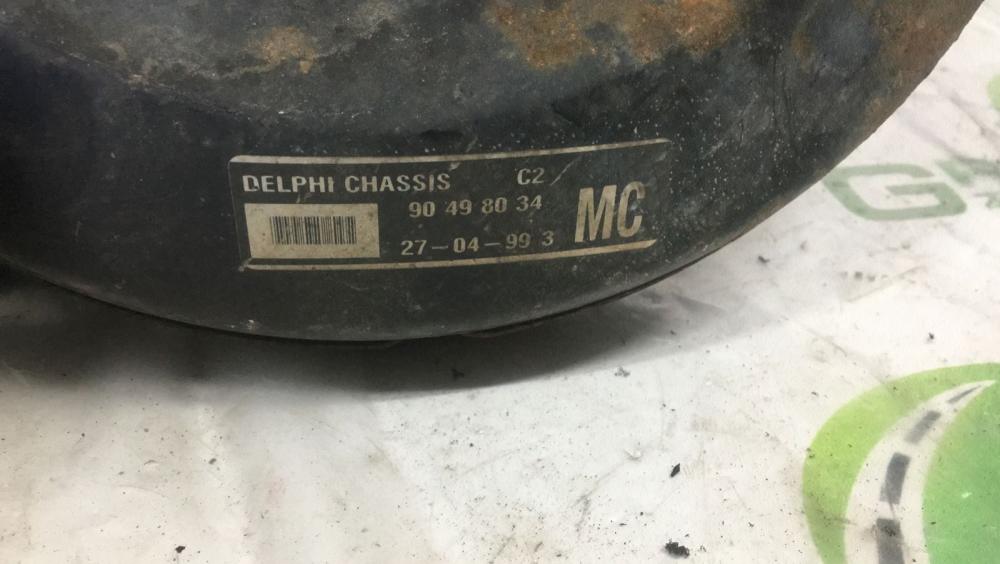 DELPHI CHASSIS C2
90 49 80 34
27-04-99 3
MC
G